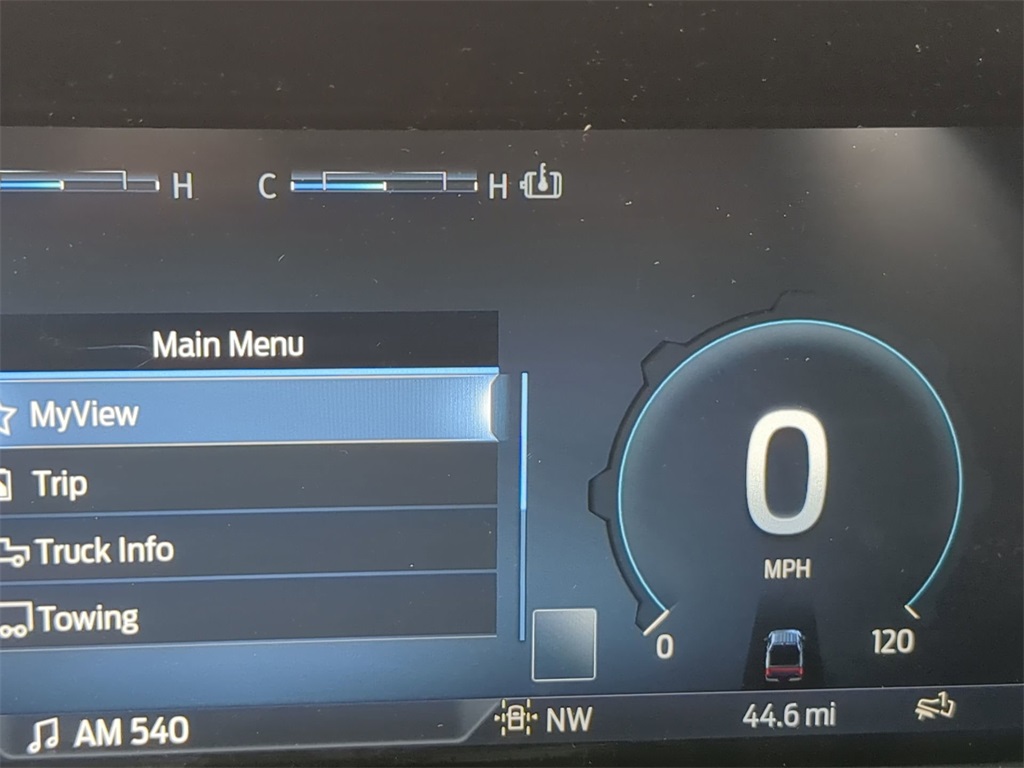 H C H
Main Menu
MyView
Trip
Truck Info
Towing
0
MPH
0 120
AM 540 NW 44.6 mi